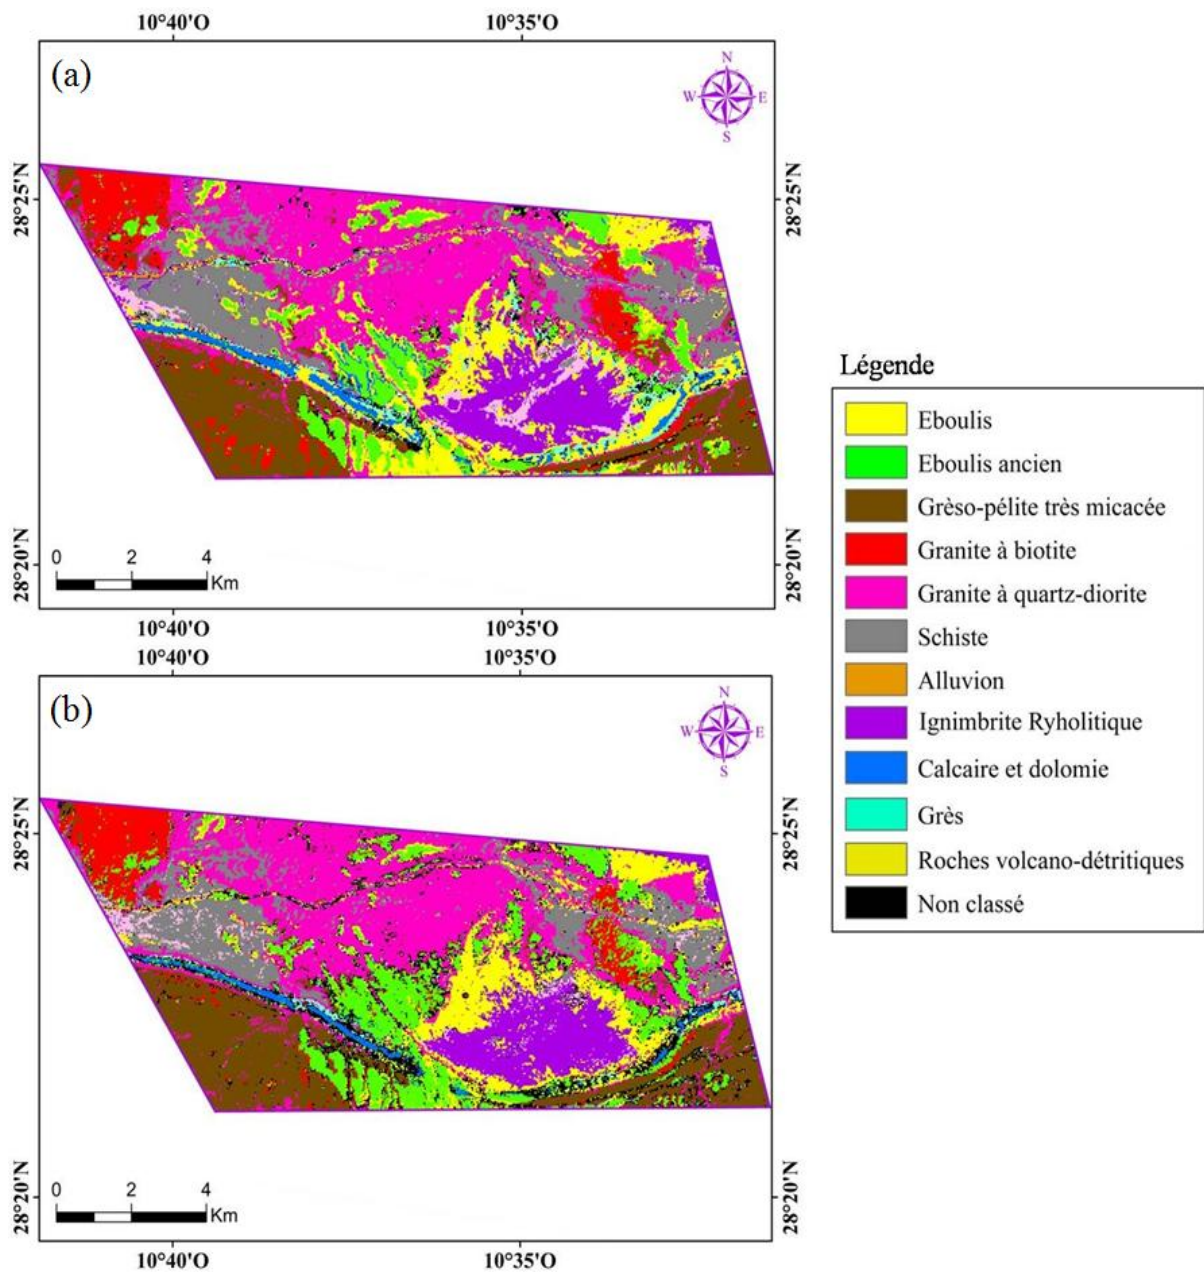 10°40'O 10°35'O
(a)
N
W E
S
28°25'N 28°25'N
28°20'N 28°20'N
0 2 4
Km
10°40'O 10°35'O
10°40'O 10°35'O
(b)
N
W E
S
28°25'N 28°25'N
28°20'N 28°20'N
0 2 4
Km
10°40'O 10°35'O
Légende
Eboulis
Eboulis ancien
Grèso-pélite très micacée
Granite à biotite
Granite à quartz-diorite
Schiste
Alluvion
Ignimbrite Ryholitique
Calcaire et dolomie
Grès
Roches volcano-détritiques
Non classé